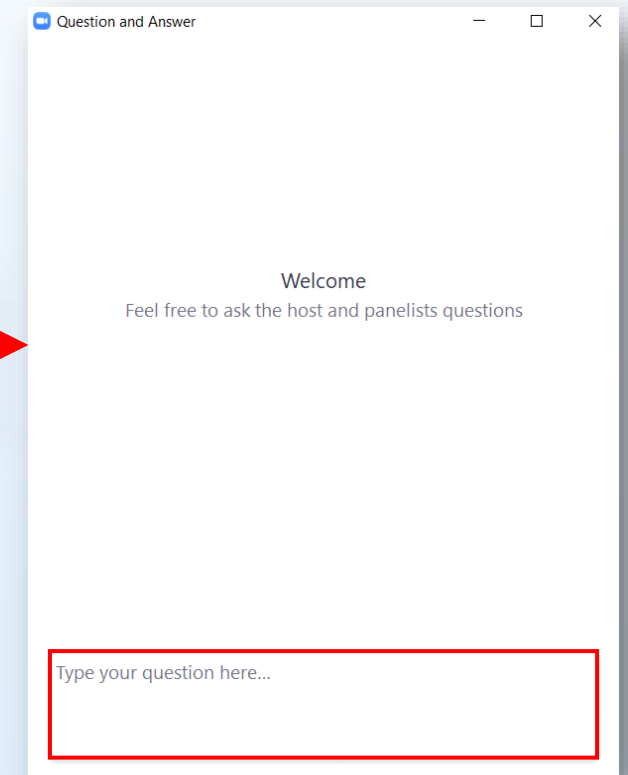 Question and Answer
Welcome
Feel free to ask the host and panelists questions
Type your question here...